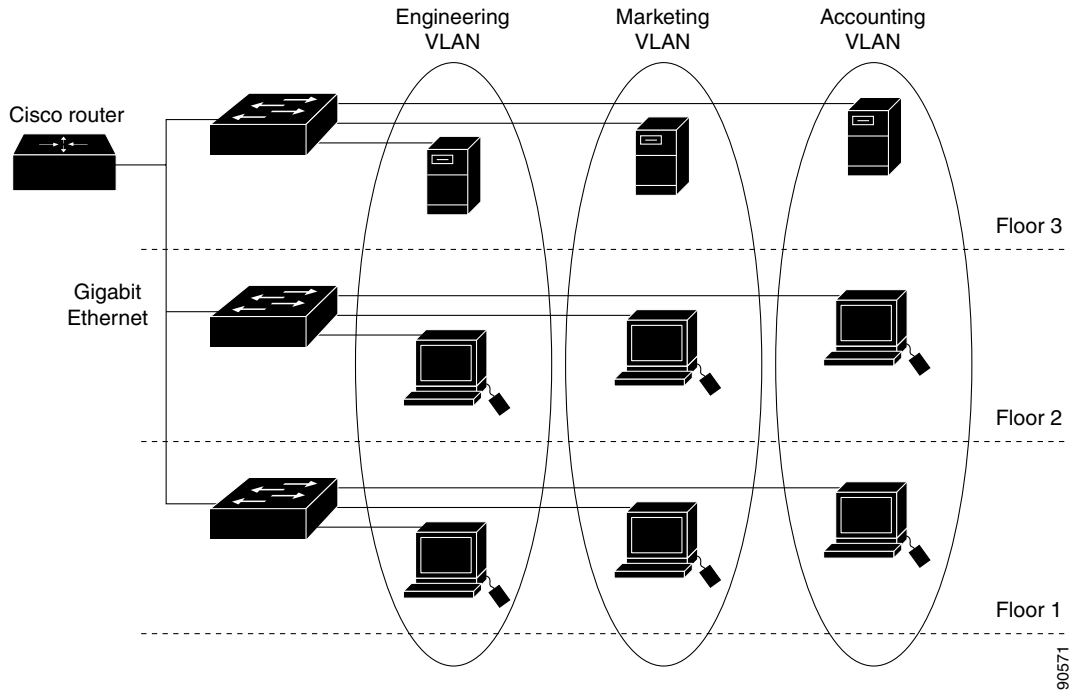 Engineering
VLAN
Marketing
VLAN
Accounting
VLAN
Cisco router
Floor 3
Gigabit
Ethernet
Floor 2
Floor 1
90571